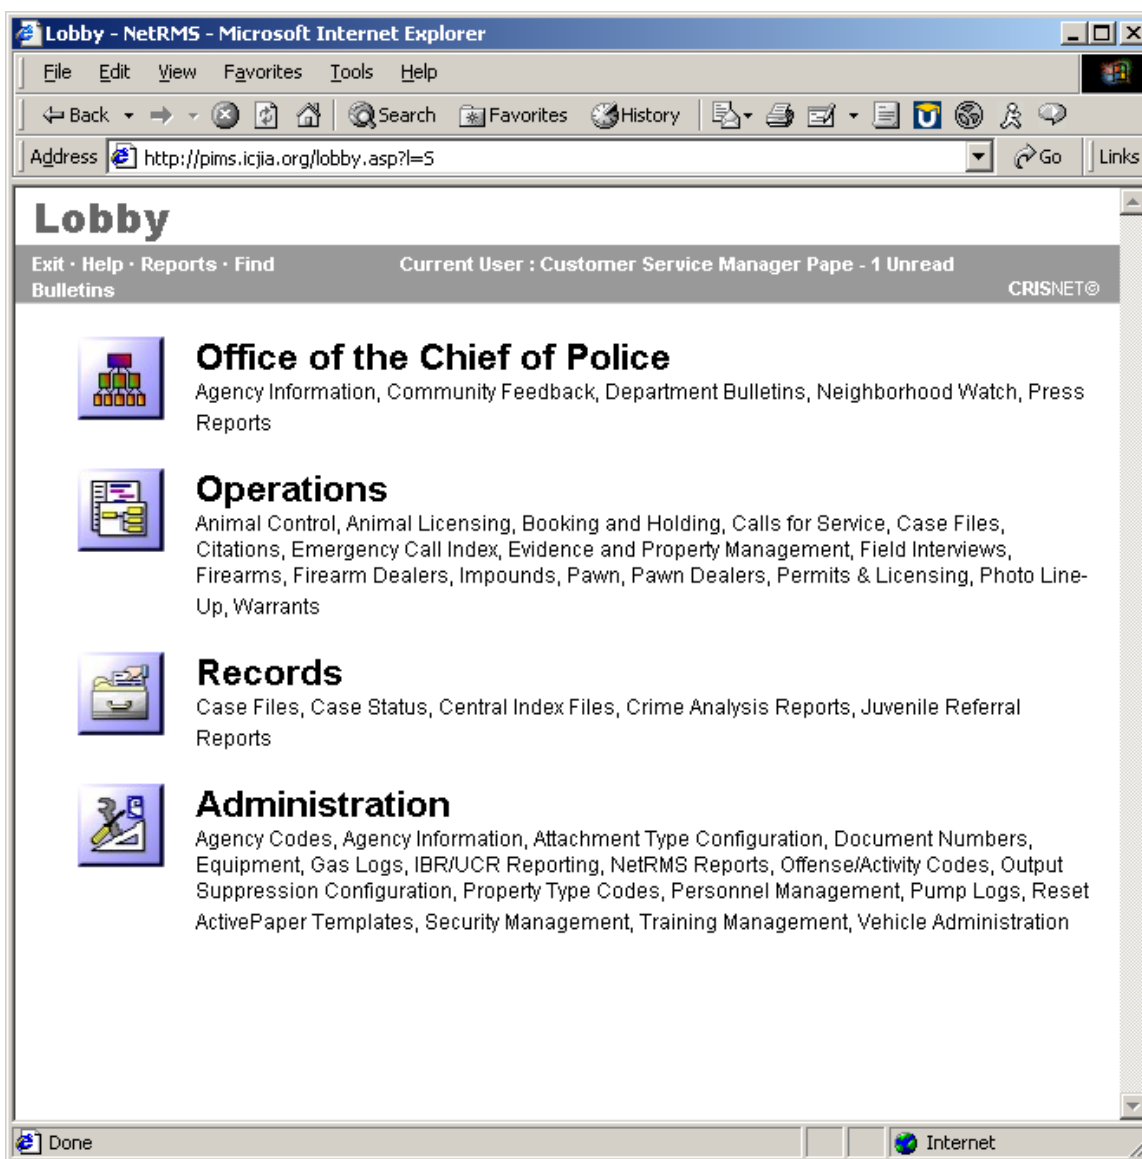 Lobby - NetRMS - Microsoft Internet Explorer
File Edit View Favorites Tools Help
Back Search Favorites History
Address http://pims.icjia.org/lobby.asp?l=S Go Links
Lobby
Exit · Help · Reports · Find Current User : Customer Service Manager Pape - 1 Unread
Bulletins CRISNET©
Office of the Chief of Police
Agency Information, Community Feedback, Department Bulletins, Neighborhood Watch, Press
Reports
Operations
Animal Control, Animal Licensing, Booking and Holding, Calls for Service, Case Files,
Citations, Emergency Call Index, Evidence and Property Management, Field Interviews,
Firearms, Firearm Dealers, Impounds, Pawn, Pawn Dealers, Permits & Licensing, Photo Line-
Up, Warrants
Records
Case Files, Case Status, Central Index Files, Crime Analysis Reports, Juvenile Referral
Reports
Administration
Agency Codes, Agency Information, Attachment Type Configuration, Document Numbers,
Equipment, Gas Logs, IBR/UCR Reporting, NetRMS Reports, Offense/Activity Codes, Output
Suppression Configuration, Property Type Codes, Personnel Management, Pump Logs, Reset
ActivePaper Templates, Security Management, Training Management, Vehicle Administration
Done Internet